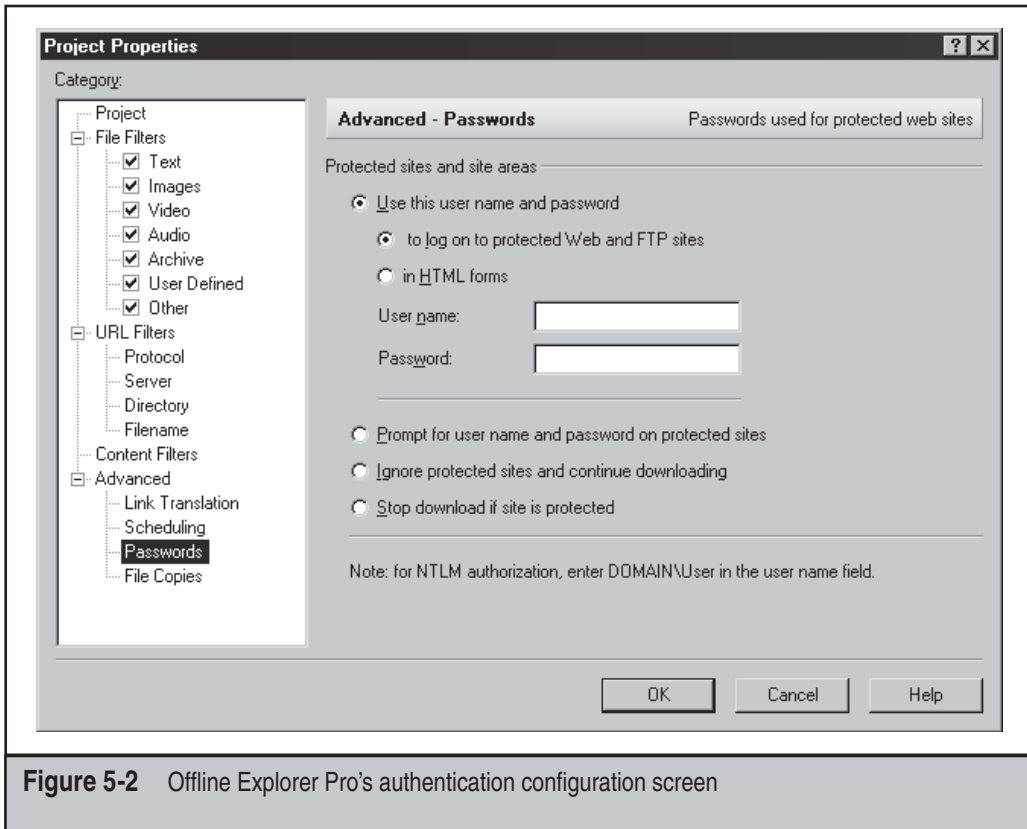 Project Properties
Category:
Project
File Filters
Text
Images
Video
Audio
Archive
User Defined
Other
URL Filters
Protocol
Server
Directory
Filename
Content Filters
Advanced
Link Translation
Scheduling
Passwords
File Copies
Advanced - Passwords Passwords used for protected web sites
Protected sites and site areas
Use this user name and password
to log on to protected Web and FTP sites
in HTML forms
User name:
Password:
Prompt for user name and password on protected sites
Ignore protected sites and continue downloading
Stop download if site is protected
Note: for NTLM authorization, enter DOMAIN\User in the user name field.
OK Cancel Help
Figure 5-2 Offline Explorer Pro's authentication configuration screen